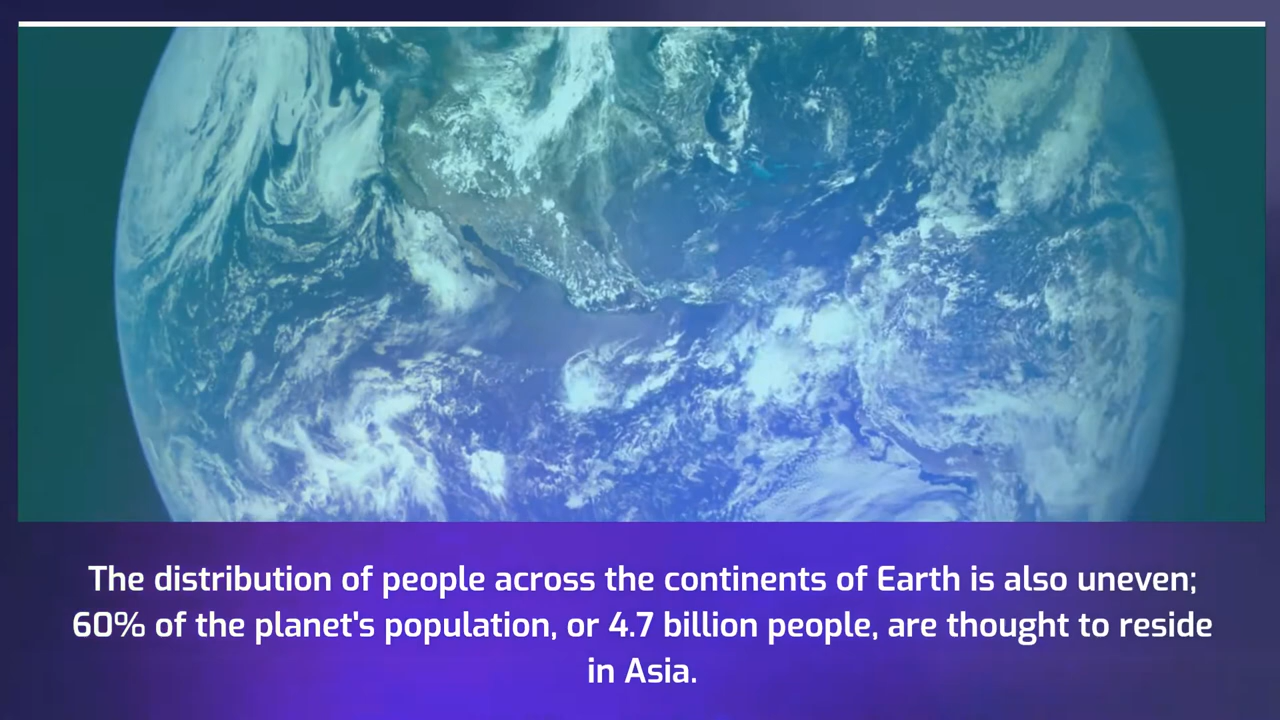 The distribution of people across the continents of Earth is also uneven;
60% of the planet's population, or 4.7 billion people, are thought to reside
in Asia.